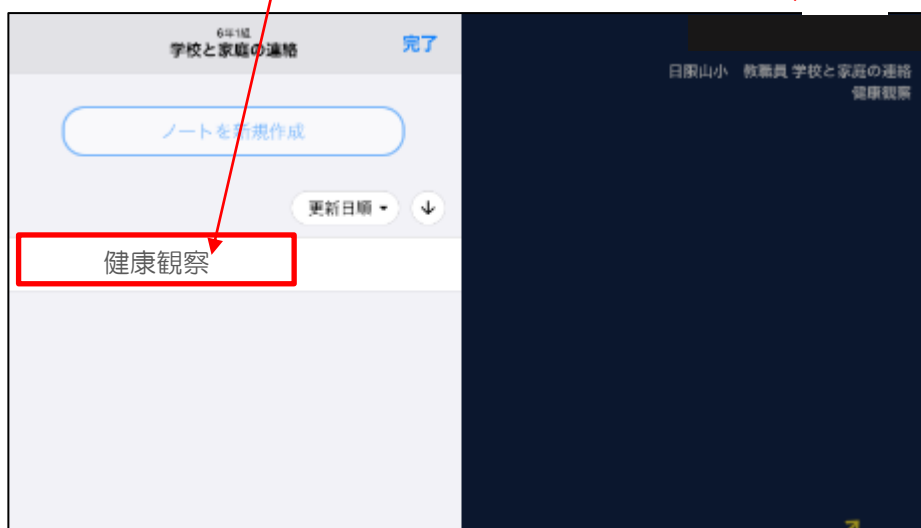 6年1組
学校と家庭の連絡
完了
ノートを新規作成
更新日順
健康観察
日限山小 教職員 学校と家庭の連絡
健康観察